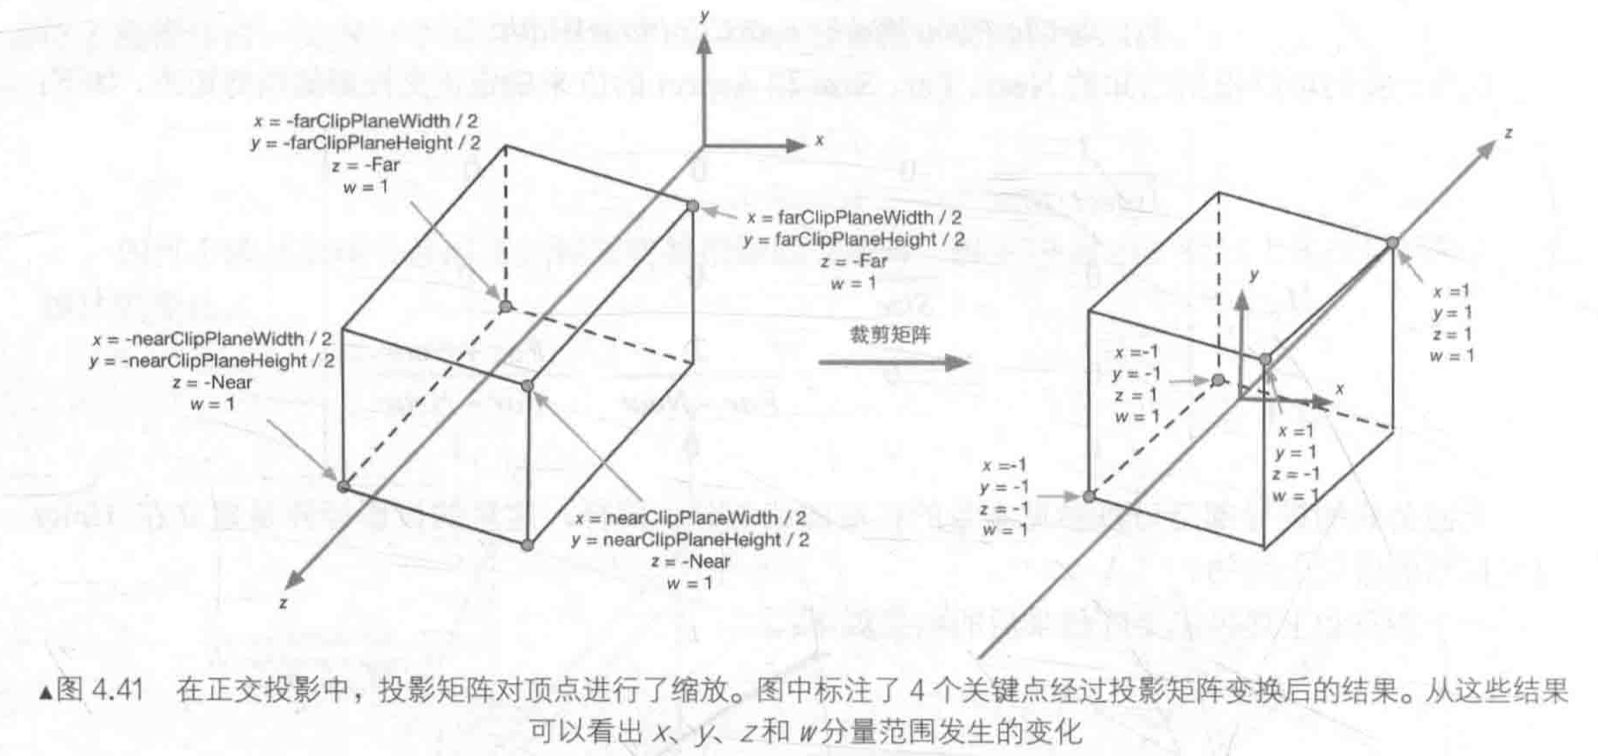 y
x
x = -farClipPlaneWidth / 2
y = -farClipPlaneHeight / 2
z = -Far
w = 1
x = farClipPlaneWidth / 2
y = farClipPlaneHeight / 2
z = -Far
w = 1
x = -nearClipPlaneWidth / 2
y = -nearClipPlaneHeight / 2
z = -Near
w = 1
x = nearClipPlaneWidth / 2
y = nearClipPlaneHeight / 2
z = -Near
w = 1
z
裁剪矩阵
z
y
x
x =1
y = 1
z = 1
w = 1
x =-1
y = -1
z = 1
w = 1
x =1
y = 1
z = -1
w = 1
x =-1
y = -1
z = -1
w = 1
▲图 4.41 在正交投影中，投影矩阵对顶点进行了缩放。图中标注了 4 个关键点经过投影矩阵变换后的结果。从这些结果
可以看出 x、y、z 和 w 分量范围发生的变化